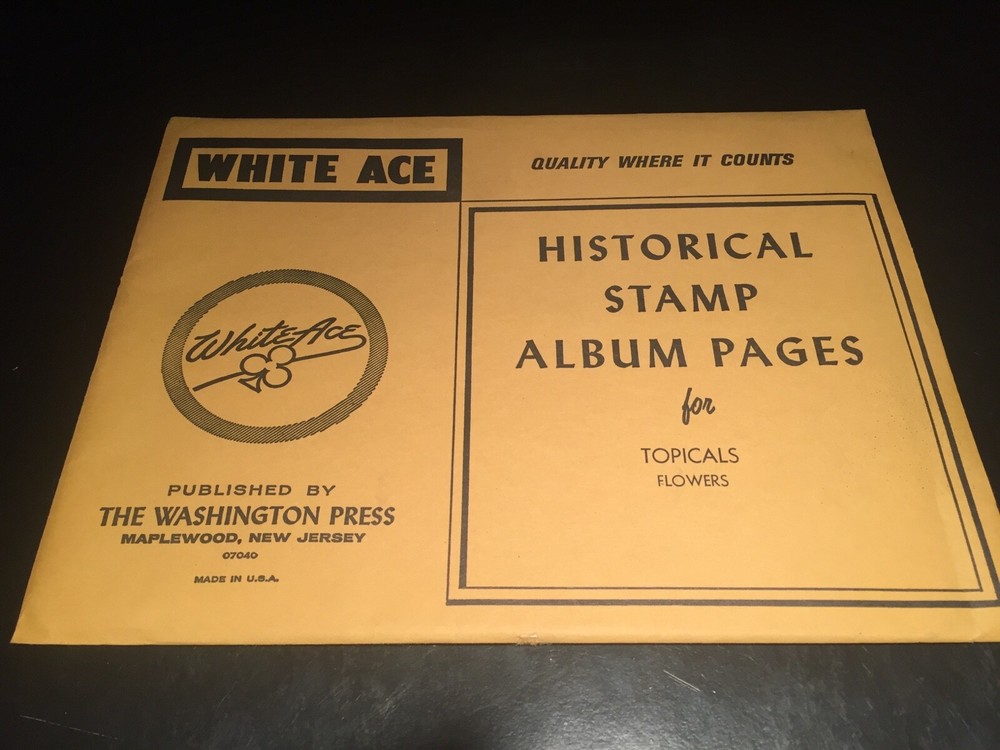 WHITE ACE
QUALITY WHERE IT COUNTS
White Ace
PUBLISHED BY
THE WASHINGTON PRESS
MAPLEWOOD, NEW JERSEY
07040
MADE IN U.S.A.
HISTORICAL
STAMP
ALBUM PAGES
for
TOPICALS
FLOWERS